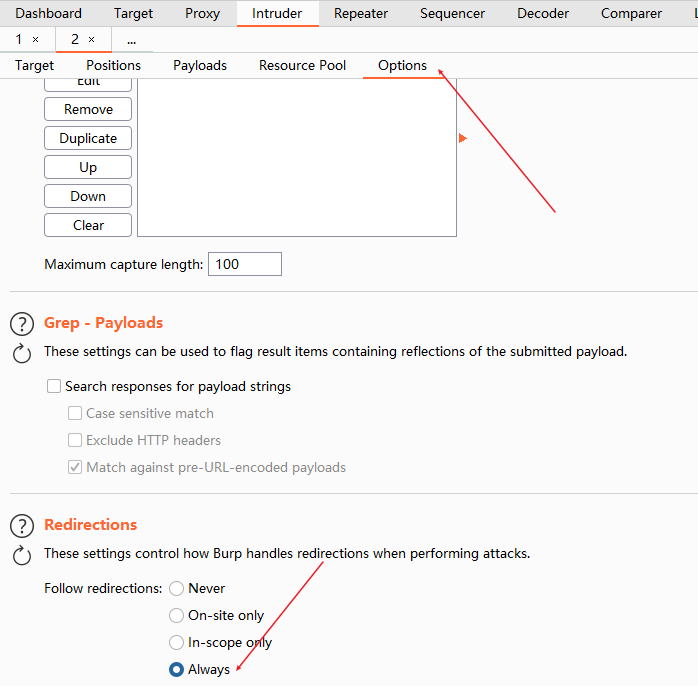 Dashboard Target Proxy Intruder Repeater Sequencer Decoder Comparer
1 × 2 × ...
Target Positions Payloads Resource Pool Options
Edit
Remove
Duplicate
Up
Down
Clear
Maximum capture length: 100
? Grep - Payloads
These settings can be used to flag result items containing reflections of the submitted payload.
Search responses for payload strings
Case sensitive match
Exclude HTTP headers
Match against pre-URL-encoded payloads
? Redirections
These settings control how Burp handles redirections when performing attacks.
Follow redirections: Never
On-site only
In-scope only
Always